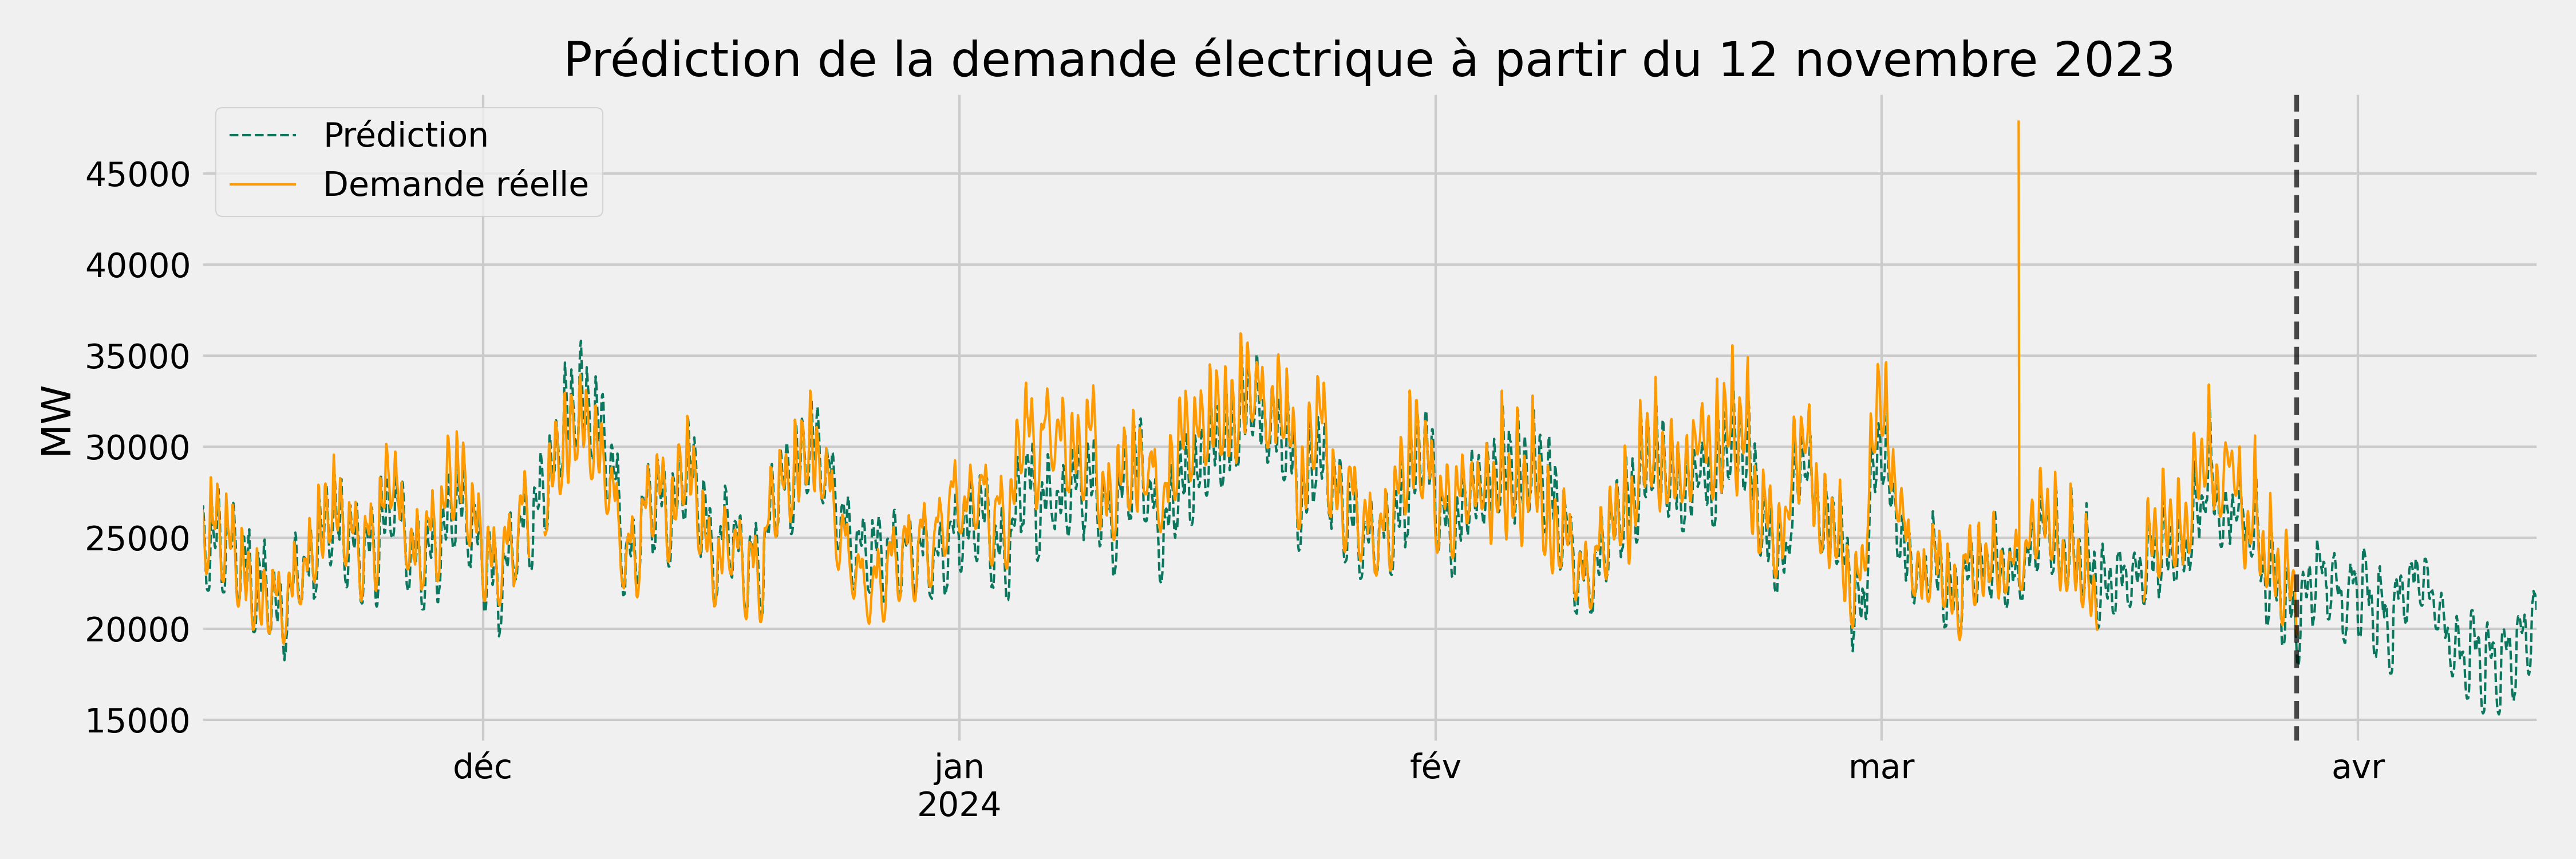 Prédiction de la demande électrique à partir du 12 novembre 2023
Prédiction
Demande réelle
45000
40000
35000
30000
25000
20000
15000
MW
déc
jan
2024
fév
mar
avr